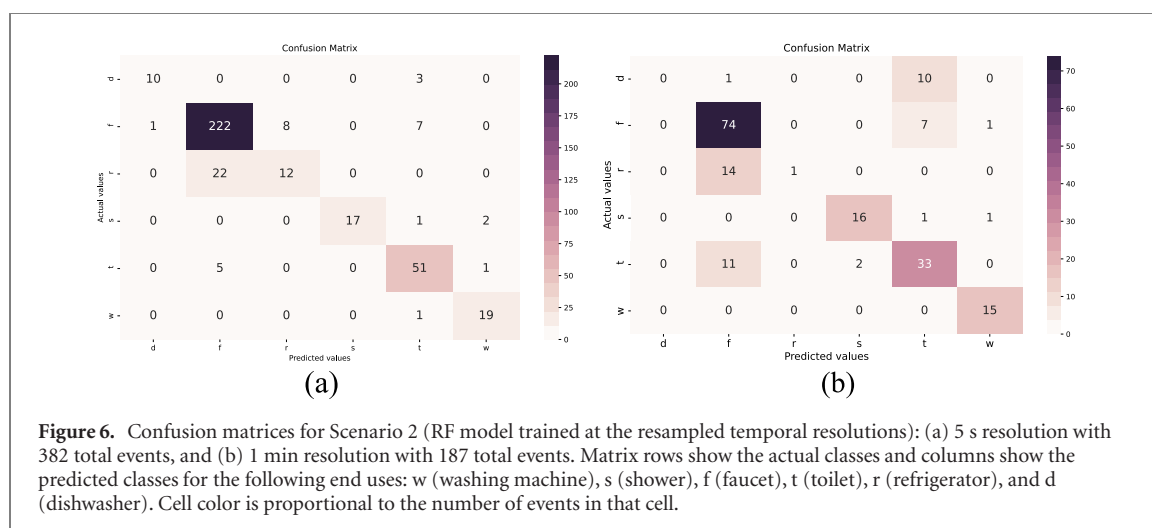 Confusion Matrix
d 10 0 0 0 3 0
f 1 222 8 0 7 0
r 0 22 12 0 0 0
s 0 0 0 17 1 2
t 0 5 0 0 51 1
w 0 0 0 0 1 19
d f r s t w
Actual values
Predicted values
200
175
150
125
100
75
50
25
0
(a)
Confusion Matrix
d 0 1 0 0 10 0
f 0 74 0 0 7 1
r 0 14 1 0 0 0
s 0 0 0 16 1 1
t 0 11 0 2 33 0
w 0 0 0 0 0 15
d f r s t w
Actual values
Predicted values
70
60
50
40
30
20
10
0
(b)
Figure 6. Confusion matrices for Scenario 2 (RF model trained at the resampled temporal resolutions): (a) 5 s resolution with
382 total events, and (b) 1 min resolution with 187 total events. Matrix rows show the actual classes and columns show the
predicted classes for the following end uses: w (washing machine), s (shower), f (faucet), t (toilet), r (refrigerator), and d
(dishwasher). Cell color is proportional to the number of events in that cell.